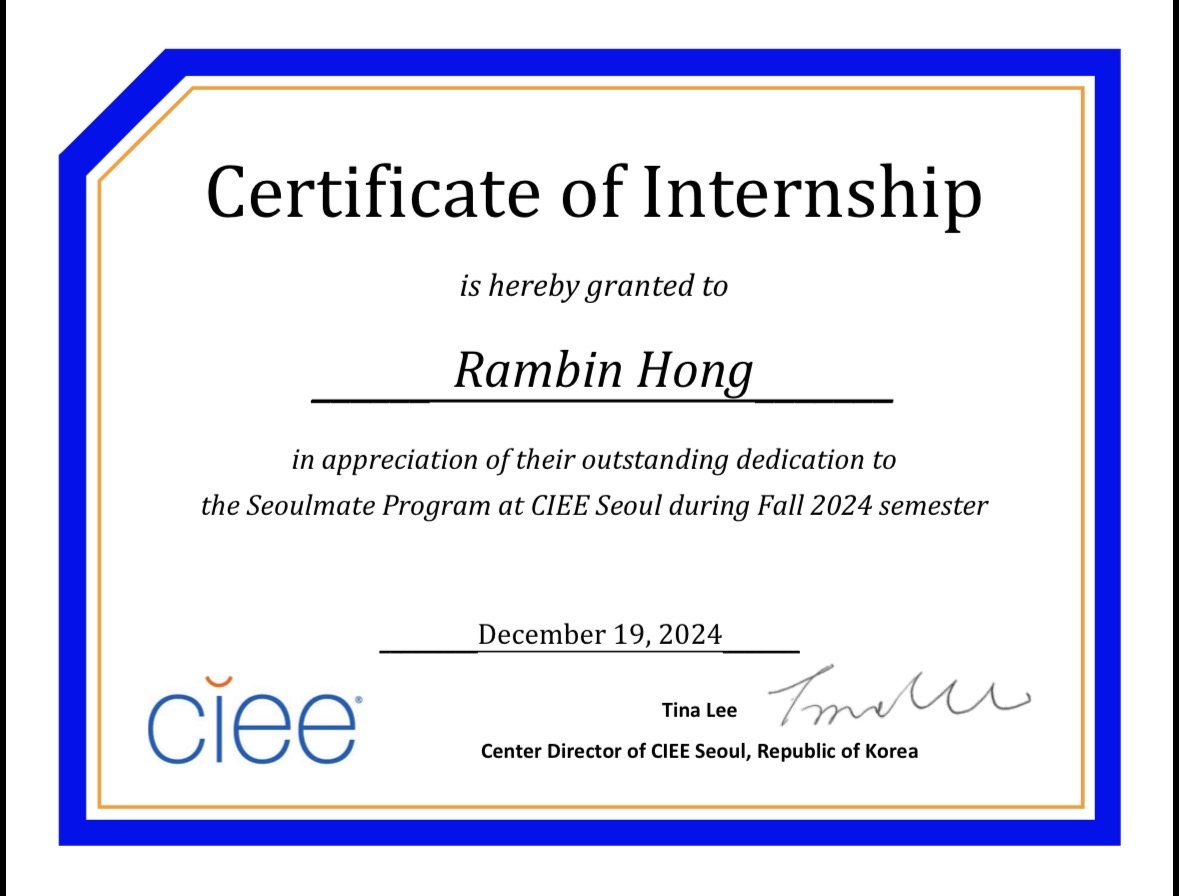 Certificate of Internship
is hereby granted to
Rambin Hong
in appreciation of their outstanding dedication to
the Seoulmate Program at CIEE Seoul during Fall 2024 semester
December 19, 2024
ciee®
Tina Lee
Center Director of CIEE Seoul, Republic of Korea